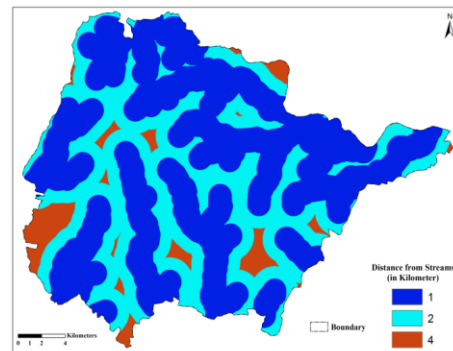 N
Distance from Streams
(in Kilometer)
1
2
4
Boundary
Kilometers
0 1 2 4